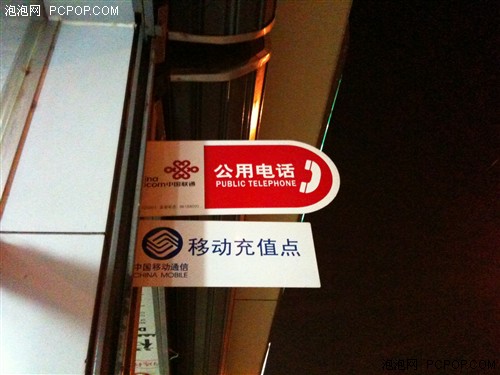 泡泡网 PCPOP.COM
公用电话
PUBLIC TELEPHONE
中国联通
移动充值点
中国移动通信
CHINA MOBILE
泡泡网 PCPOP.COM